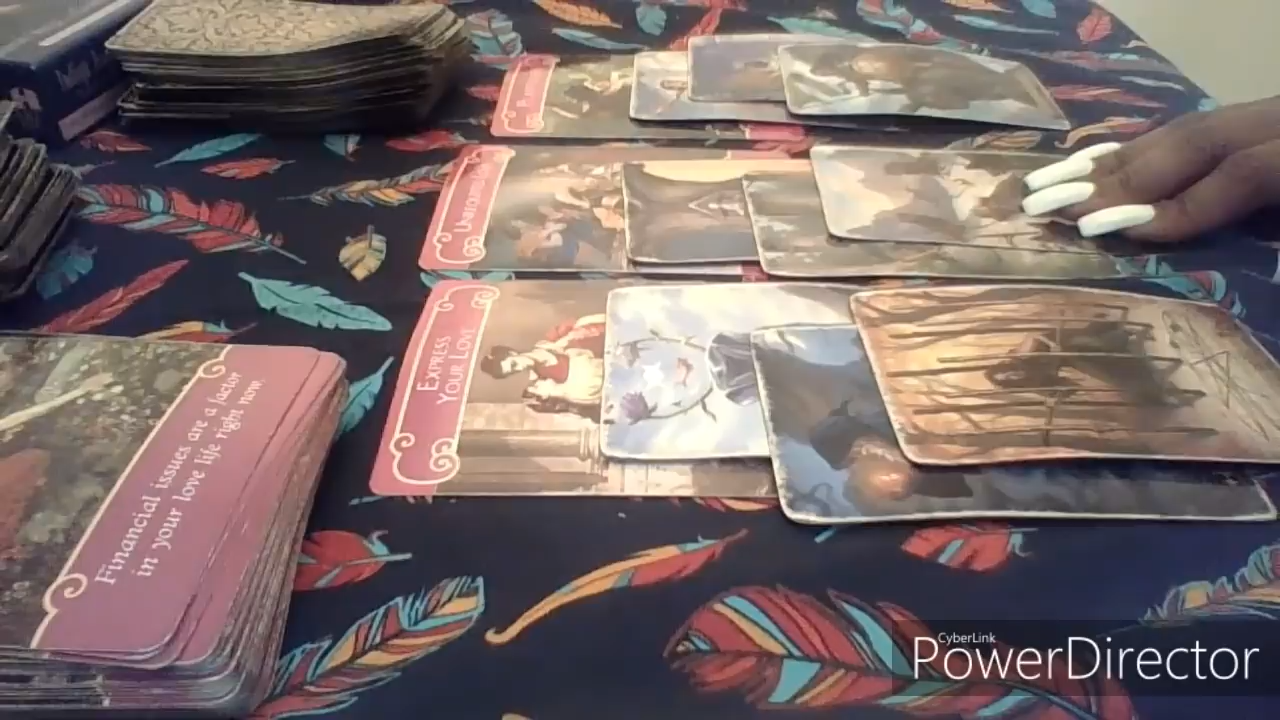 EXPRESS
YOUR LOVE
Financial issues are a factor
in your love life right now.
CyberLink
PowerDirector